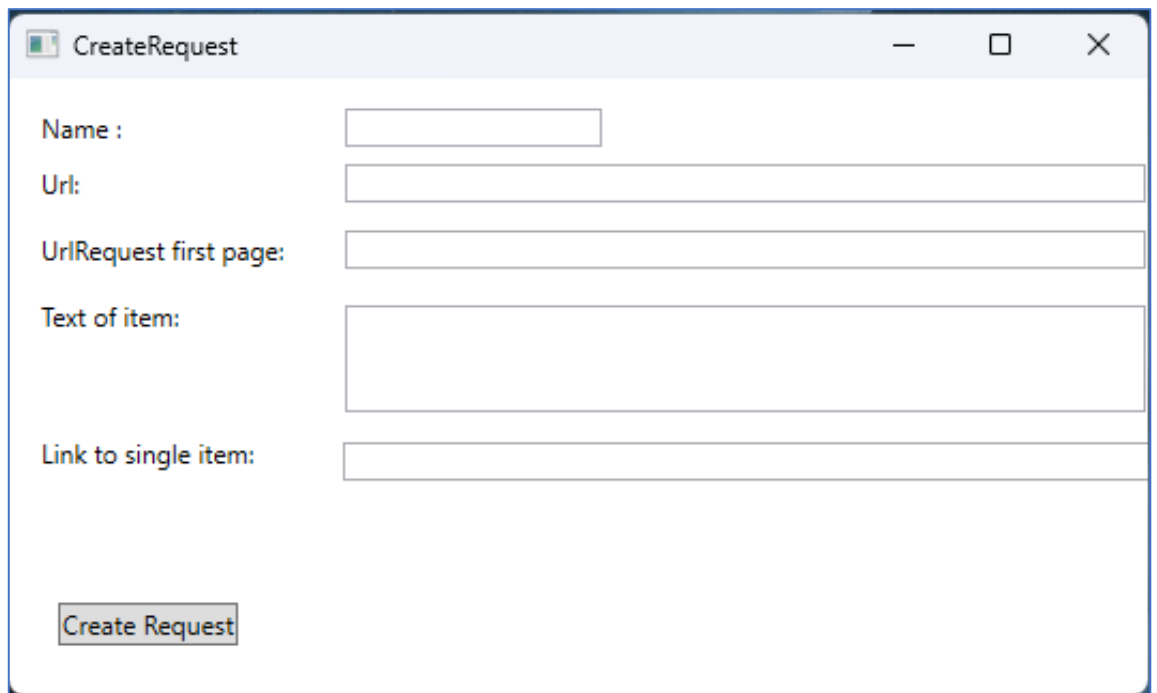 CreateRequest
Name :
Url:
UrlRequest first page:
Text of item:
Link to single item:
Create Request